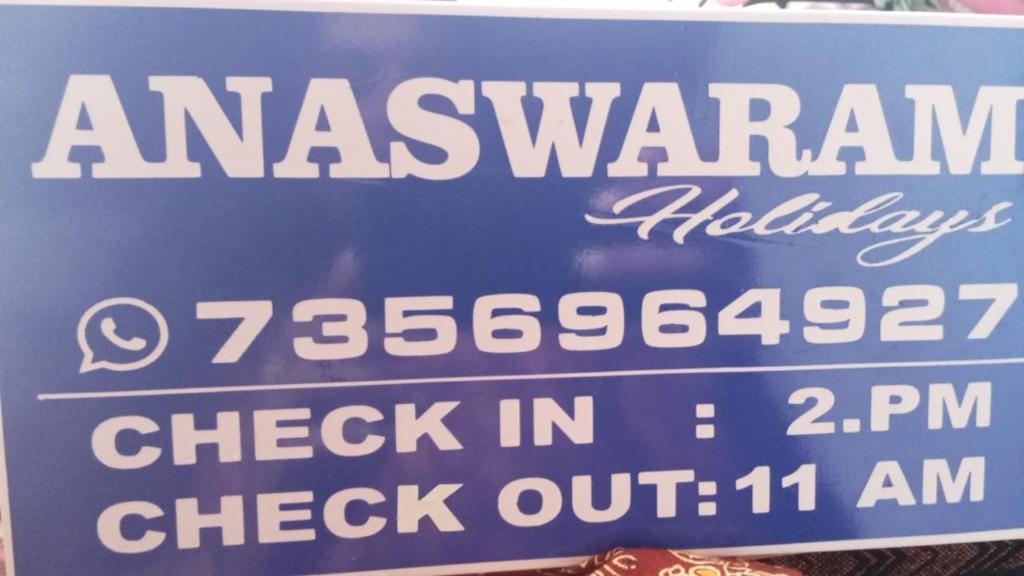 ANASWARAM
Holidays
7356964927
CHECK IN : 2.PM
CHECK OUT:11 AM